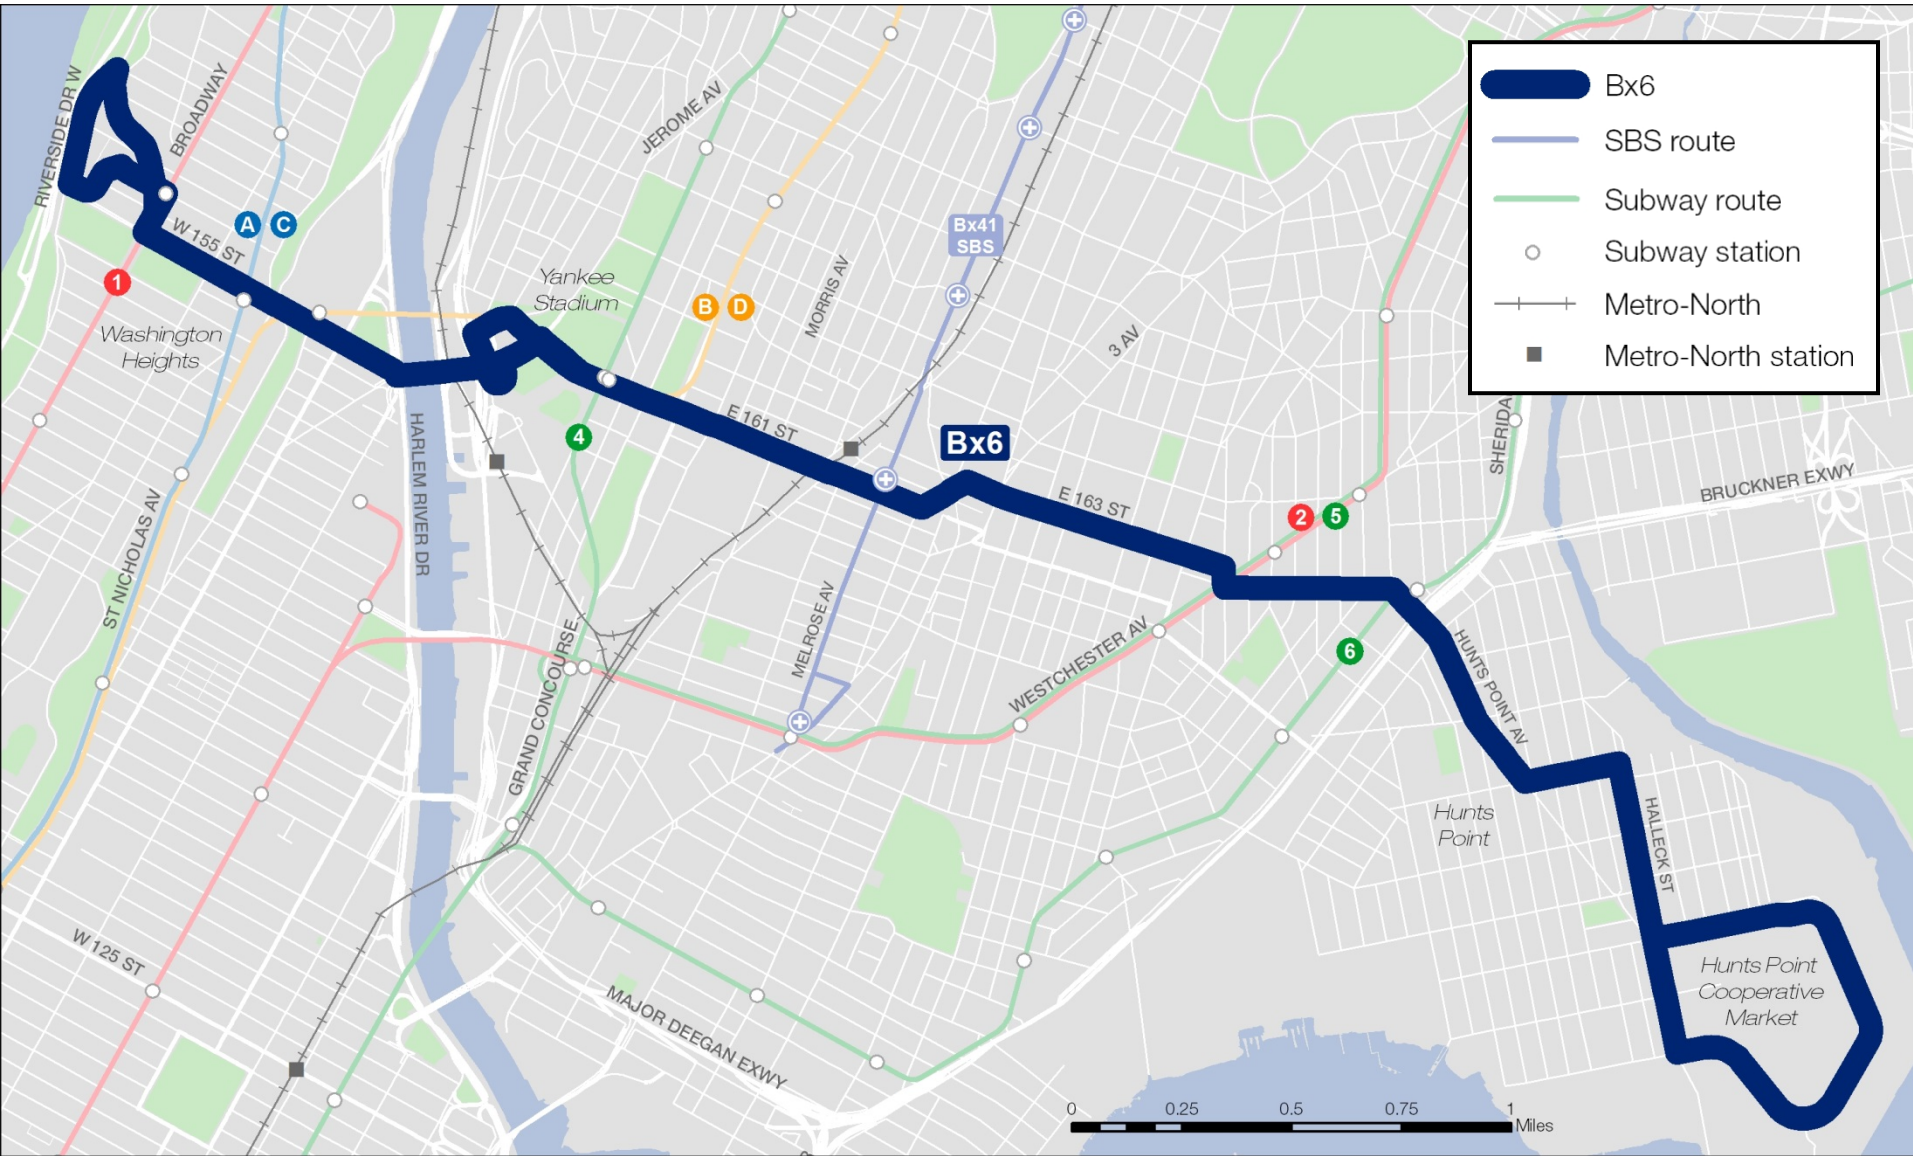 RIVERSIDE DR W
BROADWAY
W 155 ST
A
C
1
Washington
Heights
ST NICHOLAS AV
HARLEM RIVER DR
Yankee
Stadium
JEROME AV
B
D
MORRIS AV
Bx41
SBS
3 AV
4
E 161 ST
Bx6
E 163 ST
2
5
6
SHERIDA
BRUCKNER EXWY
MELROSE AV
WESTCHESTER AV
GRAND CONCOURSE
HUNTS POINT AV
Hunts
Point
HALLECK ST
Hunts Point
Cooperative
Market
W 125 ST
MAJOR DEEGAN EXWY
Bx6
SBS route
Subway route
Subway station
Metro-North
Metro-North station
0
0.25
0.5
0.75
1
Miles